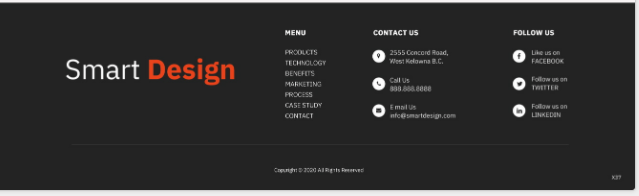 Smart Design
MENU
PRODUCTS
TECHNOLOGY
BENEFITS
MARKETING
PROCESS
CASE STUDY
CONTACT
CONTACT US
2555 Concord Road,
West Kelowna B.C.
Call Us
888.888.8888
Email Us
info@smartdesign.com
FOLLOW US
Like us on
FACEBOOK
Follow us on
TWITTER
Follow us on
LINKEDIN
Copyright © 2020 All Rights Reserved